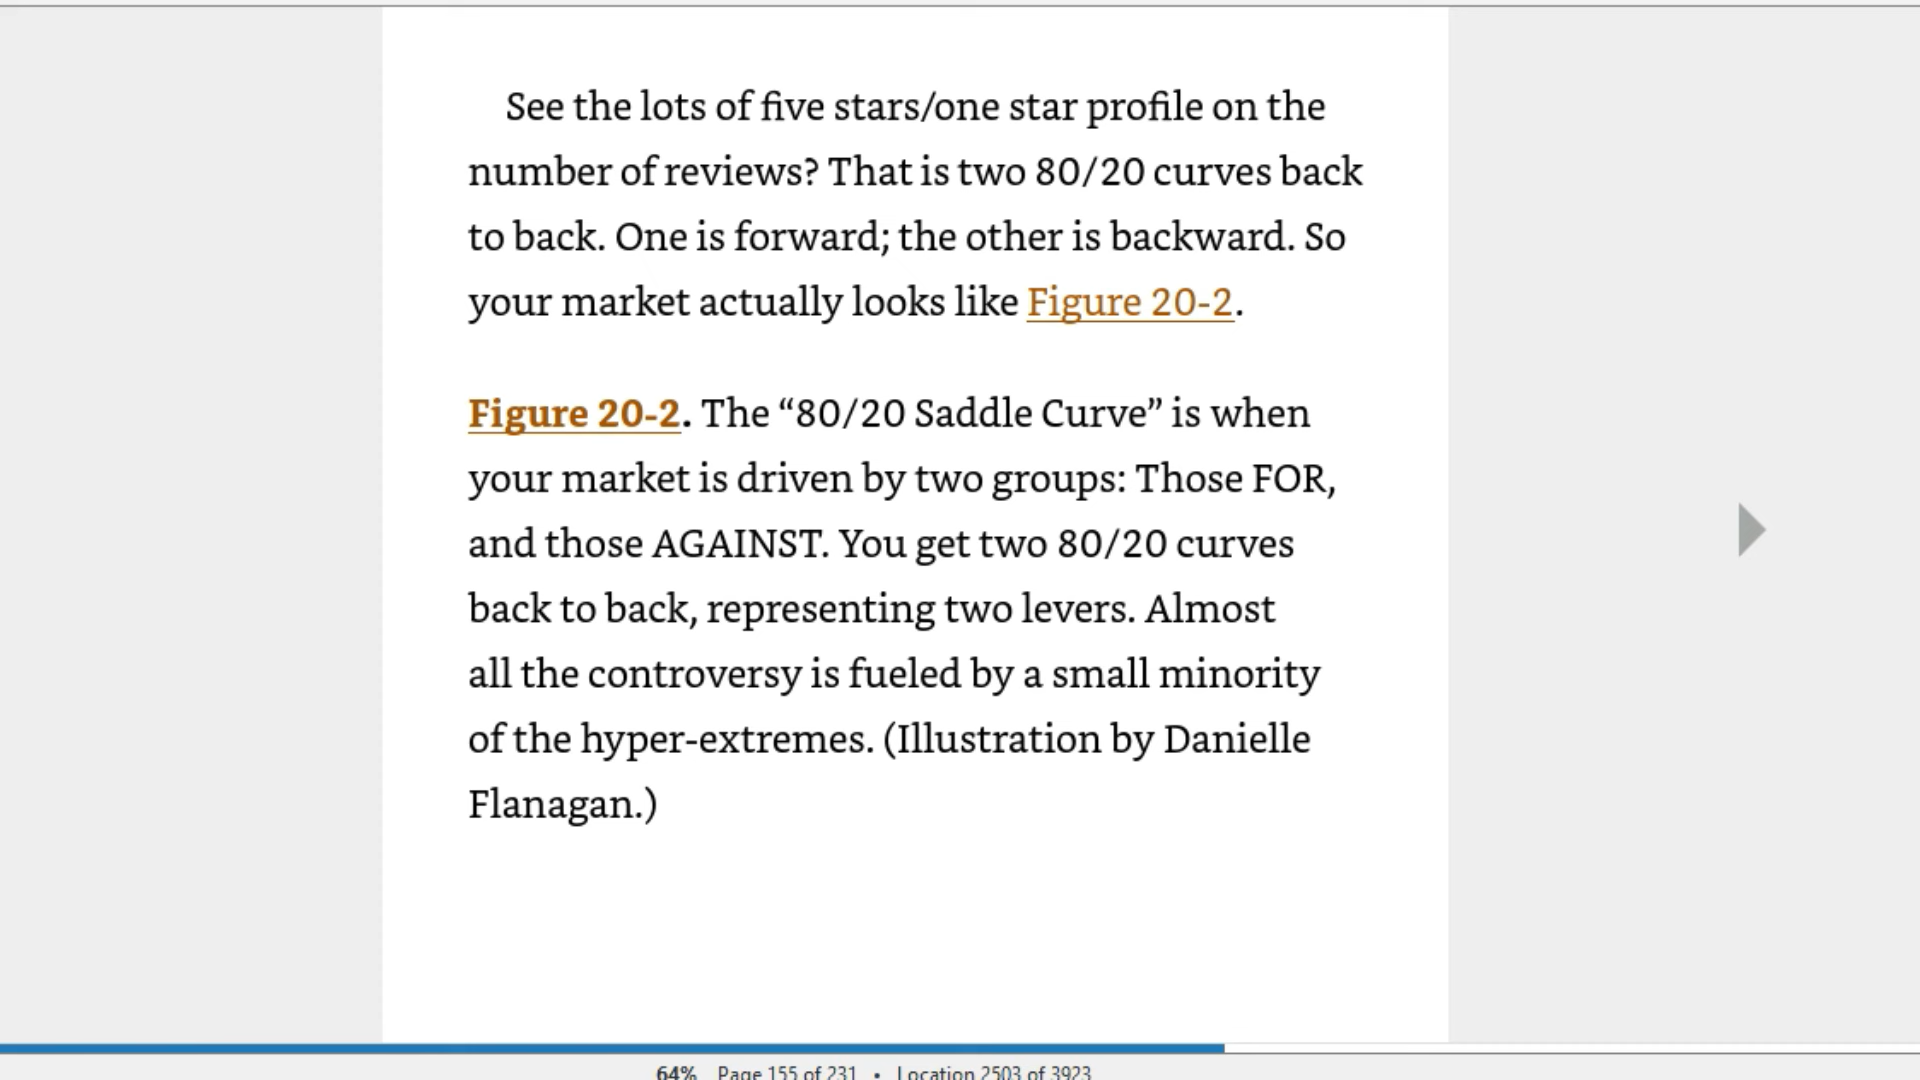 See the lots of five stars/one star profile on the
number of reviews? That is two 80/20 curves back
to back. One is forward; the other is backward. So
your market actually looks like Figure 20-2.
Figure 20-2. The “80/20 Saddle Curve” is when
your market is driven by two groups: Those FOR,
and those AGAINST. You get two 80/20 curves
back to back, representing two levers. Almost
all the controversy is fueled by a small minority
of the hyper-extremes. (Illustration by Danielle
Flanagan.)
64% Page 155 of 231 • Location 2503 of 3923